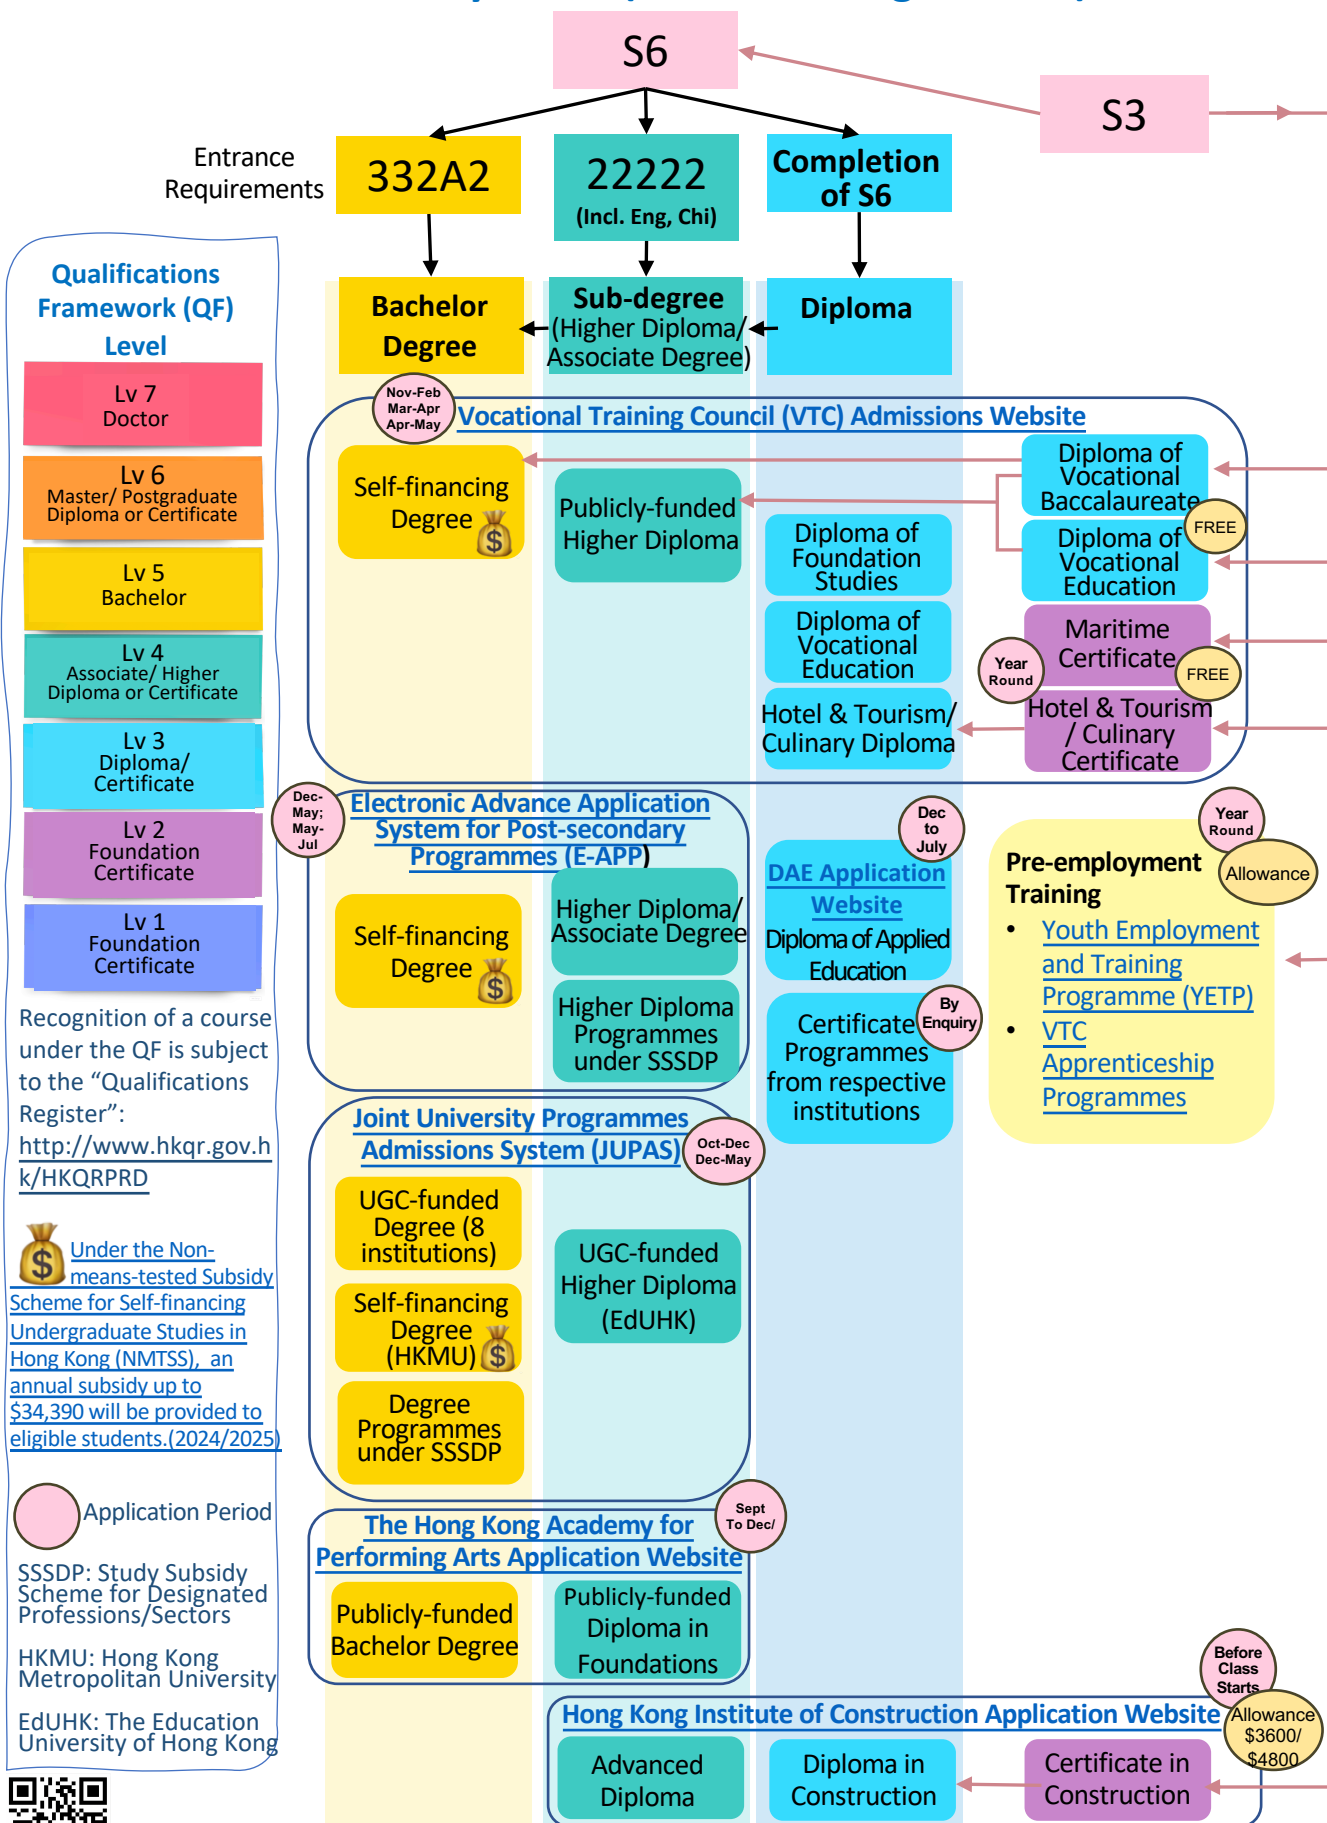 S6
S3
Entrance
Requirements
332A2
22222
(Incl. Eng, Chi)
Completion
of S6
Bachelor
Degree
Sub-degree
(Higher Diploma/
Associate Degree)
Diploma
Qualifications
Framework (QF)
Level
Lv 7
Doctor
Lv 6
Master/ Postgraduate
Diploma or Certificate
Lv 5
Bachelor
Lv 4
Associate/ Higher
Diploma or Certificate
Lv 3
Diploma/
Certificate
Lv 2
Foundation
Certificate
Lv 1
Foundation
Certificate
Recognition of a course
under the QF is subject
to the “Qualifications
Register”:
http://www.hkqr.gov.h
k/HKQRPRD
Under the Non-
means-tested Subsidy
Scheme for Self-financing
Undergraduate Studies in
Hong Kong (NMTSS), an
annual subsidy up to
$34,390 will be provided to
eligible students.(2024/2025)
Application Period
SSSDP: Study Subsidy
Scheme for Designated
Professions/Sectors
HKMU: Hong Kong
Metropolitan University
EdUHK: The Education
University of Hong Kong
Nov-Feb
Mar-Apr
Apr-May
Vocational Training Council (VTC) Admissions Website
Self-financing
Degree
Publicly-funded
Higher Diploma
Diploma of
Foundation
Studies
Diploma of
Vocational
Education
Hotel & Tourism/
Culinary Diploma
Diploma of
Vocational
Baccalaureate
FREE
Diploma of
Vocational
Education
Maritime
Certificate
FREE
Year
Round
Hotel & Tourism
/ Culinary
Certificate
Dec-
May;
May-
Jul
Electronic Advance Application
System for Post-secondary
Programmes (E-APP)
Self-financing
Degree
Higher Diploma/
Associate Degree
Higher Diploma
Programmes
under SSSDP
Dec
to
July
DAE Application
Website
Diploma of Applied
Education
By
Enquiry
Certificate
Programmes
from respective
institutions
Year
Round
Allowance
Pre-employment
Training
• Youth Employment
and Training
Programme (YETP)
• VTC
Apprenticeship
Programmes
Joint University Programmes
Admissions System (JUPAS)
Oct-Dec
Dec-May
UGC-funded
Degree (8
institutions)
Self-financing
Degree
(HKMU)
Degree
Programmes
under SSSDP
UGC-funded
Higher Diploma
(EdUHK)
Sept
To Dec/
The Hong Kong Academy for
Performing Arts Application Website
Publicly-funded
Bachelor Degree
Publicly-funded
Diploma in
Foundations
Before
Class
Starts
Allowance
$3600/
$4800
Hong Kong Institute of Construction Application Website
Advanced
Diploma
Diploma in
Construction
Certificate in
Construction